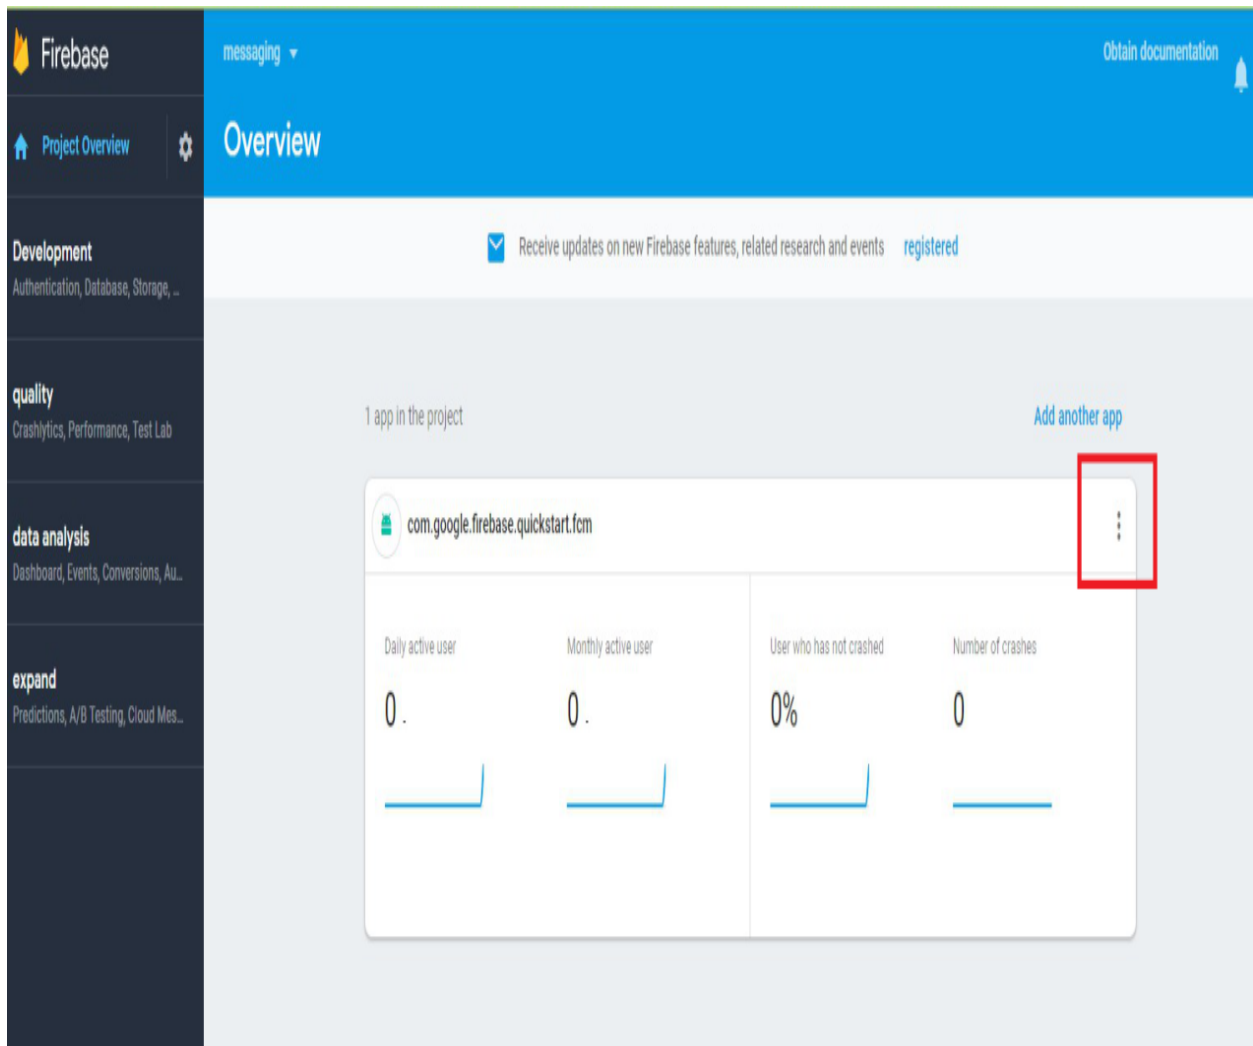 Firebase
messaging
Obtain documentation
Project Overview
Overview
Receive updates on new Firebase features, related research and events registered
Development
Authentication, Database, Storage, ...
quality
Crashlytics, Performance, Test Lab
data analysis
Dashboard, Events, Conversions, Au...
expand
Predictions, A/B Testing, Cloud Mes...
1 app in the project
Add another app
com.google.firebase.quickstart.fcm
Daily active user
Monthly active user
User who has not crashed
Number of crashes
0 .
0 .
0%
0